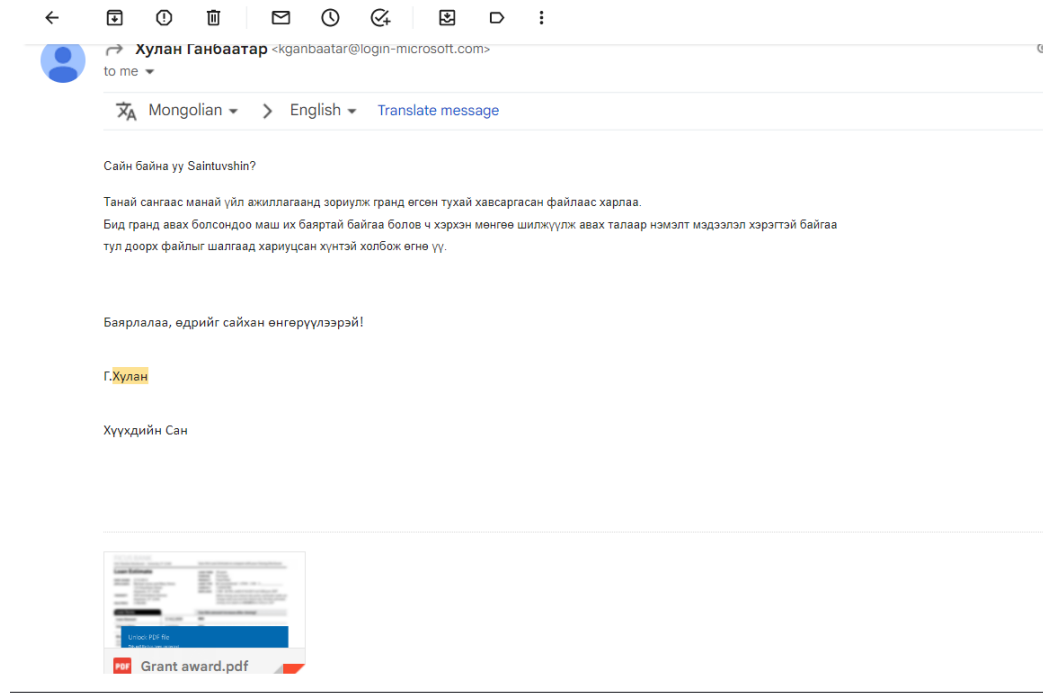 Хулан Ганбаатар <kganbaatar@login-microsoft.com>
to me
Mongolian > English Translate message
Сайн байна уу Saintuvshin?
Танай сангаас манай үйл ажиллагаанд зориулж гранд өгсөн тухай хавсаргасан файлаас харлаа.
Бид гранд авах болсондоо маш их баяртай байгаа болов ч хэрхэн мөнгөө шилжүүлж авах талаар нэмэлт мэдээлэл хэрэгтэй байгаа
тул доорх файлыг шалгаад хариуцсан хүнтэй холбож өгнө үү.
Баярлалаа, өдрийг сайхан өнгөрүүлээрэй!
Г.Хулан
Хүүхдийн Сан
Loan Estimate
Unlock PDF file
PDF Grant award.pdf